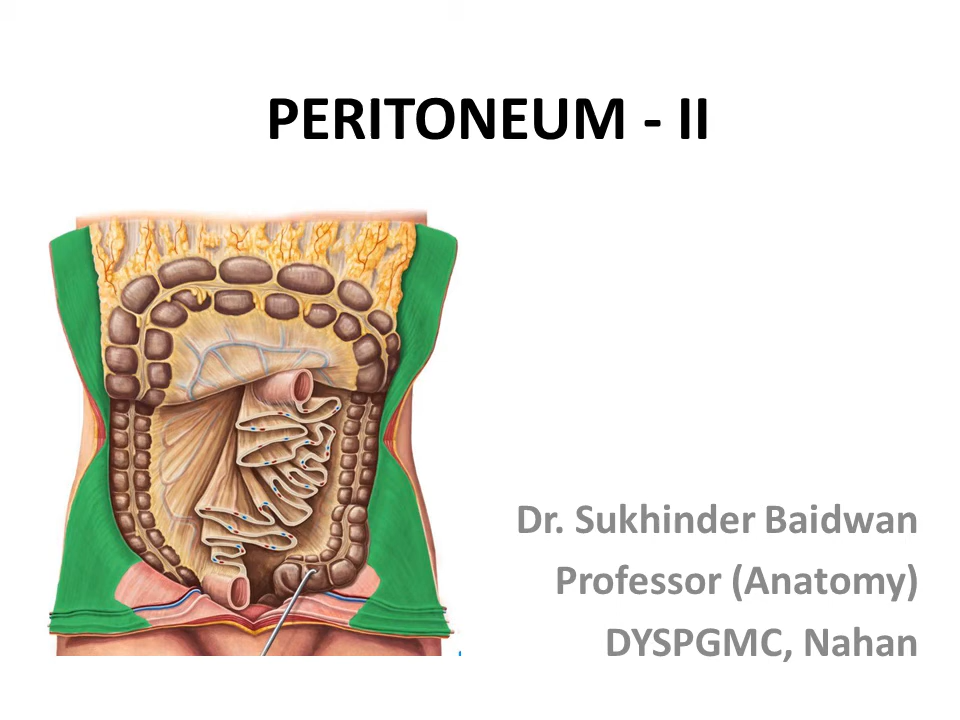 PERITONEUM - II
Dr. Sukhinder Baidwan
Professor (Anatomy)
DYSPGMC, Nahan